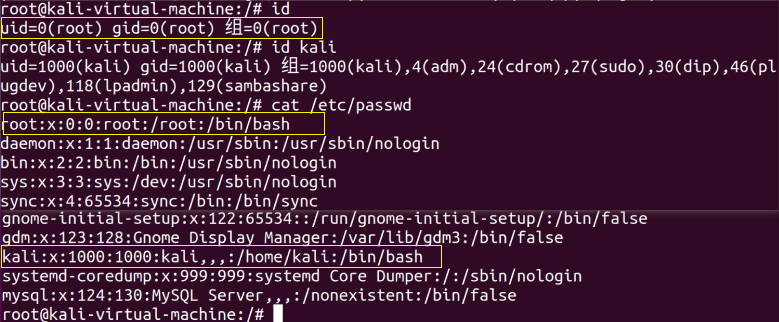 root@kali-virtual-machine:/# id
uid=0(root) gid=0(root) 组=0(root)
root@kali-virtual-machine:/# id kali
uid=1000(kali) gid=1000(kali) 组=1000(kali),4(adm),24(cdrom),27(sudo),30(dip),46(pl
ugdev),118(lpadmin),129(sambashare)
root@kali-virtual-machine:/# cat /etc/passwd
root:x:0:0:root:/root:/bin/bash
daemon:x:1:1:daemon:/usr/sbin:/usr/sbin/nologin
bin:x:2:2:bin:/bin:/usr/sbin/nologin
sys:x:3:3:sys:/dev:/usr/sbin/nologin
sync:x:4:65534:sync:/bin:/bin/sync
gnome-initial-setup:x:122:65534::/run/gnome-initial-setup/:/bin/false
gdm:x:123:128:Gnome Display Manager:/var/lib/gdm3:/bin/false
kali:x:1000:1000:kali,,,:/home/kali:/bin/bash
systemd-coredump:x:999:999:systemd Core Dumper:/:/sbin/nologin
mysql:x:124:130:MySQL Server,,,:/nonexistent:/bin/false
root@kali-virtual-machine:/#